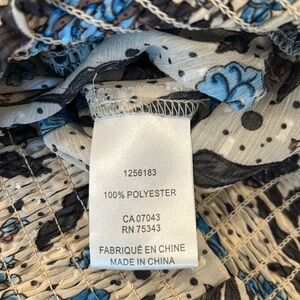 1256183
100% POLYESTER
CA 07043
RN 75343
FABRIQUÉ EN CHINE
MADE IN CHINA